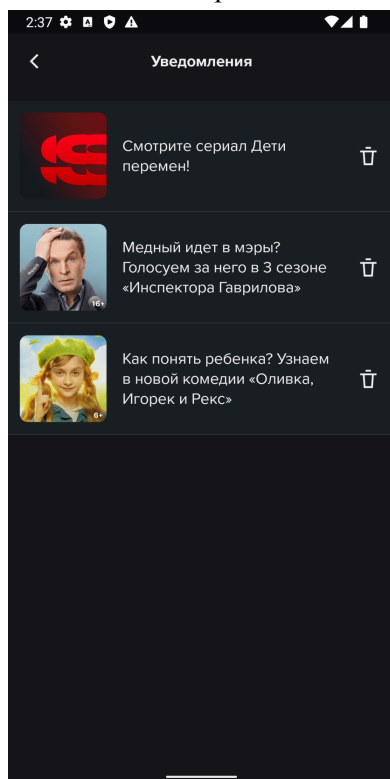 2:37
Уведомления
Смотрите сериал Дети
перемен!
Медный идет в мэры?
Голосуем за него в 3 сезоне
«Инспектора Гаврилова»
16+
Как понять ребенка? Узнаем
в новой комедии «Оливка,
Игорек и Рекс»
6+